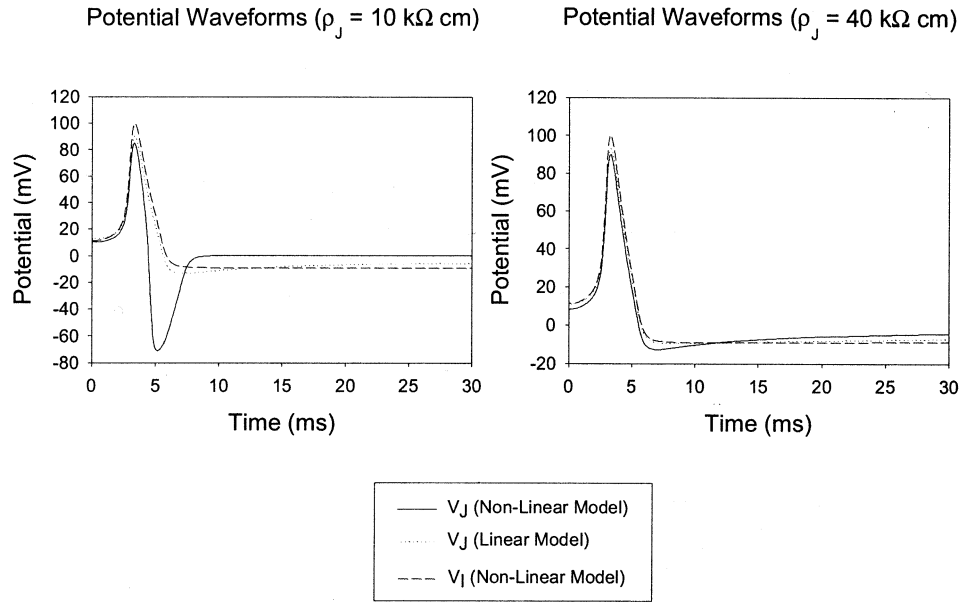 Potential Waveforms (ρJ = 10 kΩ cm)
Potential (mV)
120
100
80
60
40
20
0
-20
-40
-60
-80
0 5 10 15 20 25 30
Time (ms)
Potential Waveforms (ρJ = 40 kΩ cm)
Potential (mV)
120
100
80
60
40
20
0
-20
0 5 10 15 20 25 30
Time (ms)
VJ (Non-Linear Model)
VJ (Linear Model)
VI (Non-Linear Model)